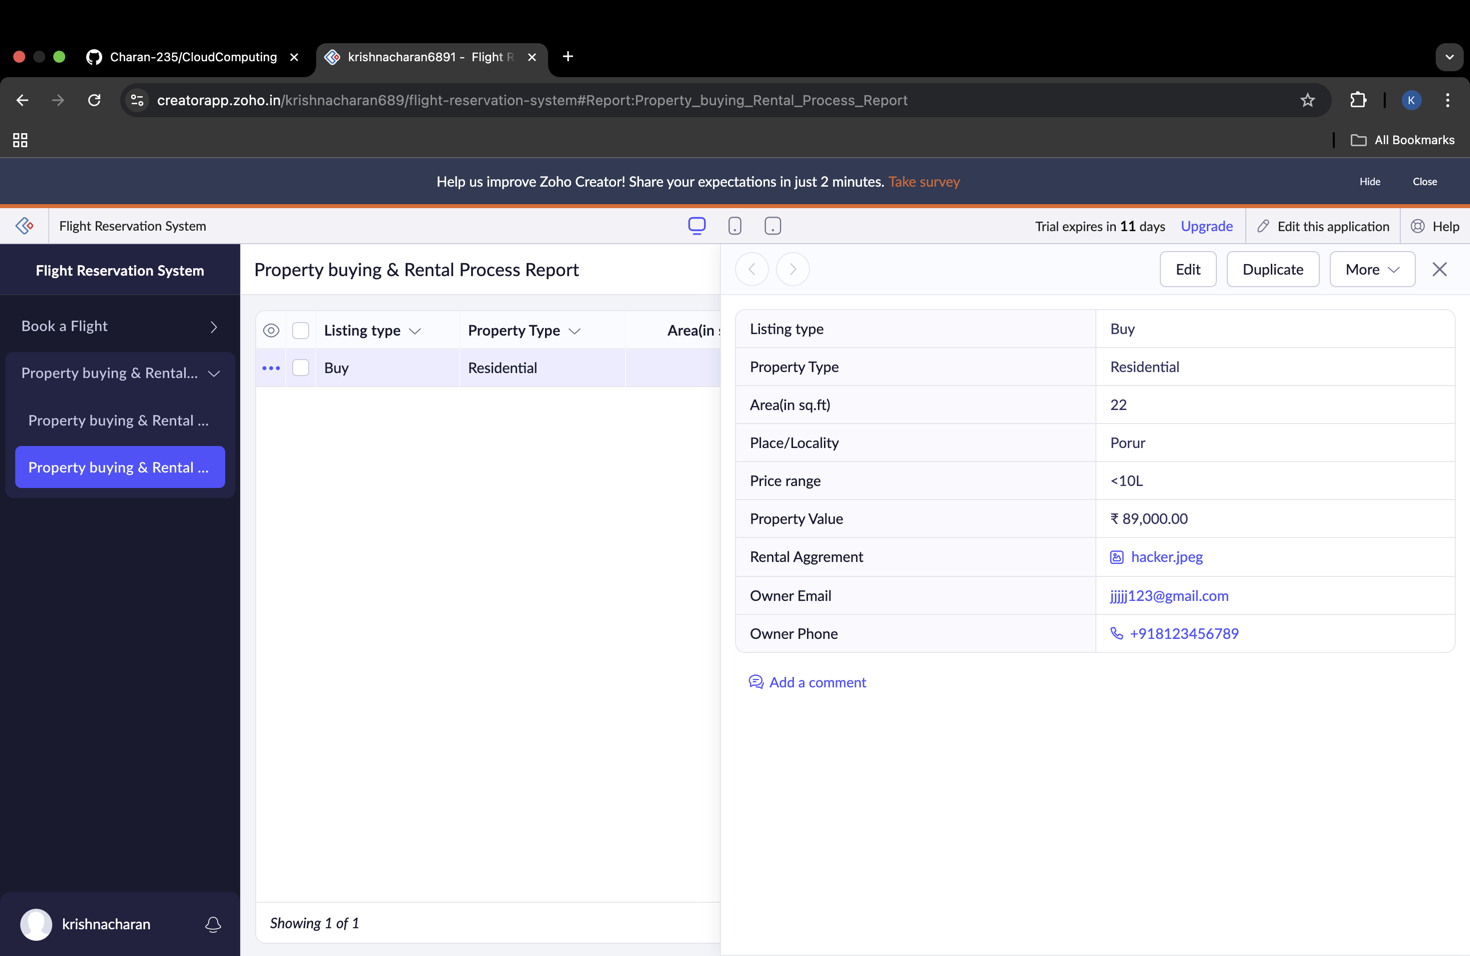 Charan-235/CloudComputing
krishnacharan6891 - Flight R
creatorapp.zoho.in/krishnacharan689/flight-reservation-system#Report:Property_buying_Rental_Process_Report
K
All Bookmarks
Help us improve Zoho Creator! Share your expectations in just 2 minutes. Take survey
Hide
Close
Flight Reservation System
Trial expires in 11 days
Upgrade
Edit this application
Help
Flight Reservation System
Book a Flight
Property buying & Rental...
Property buying & Rental ...
Property buying & Rental ...
krishnacharan
Property buying & Rental Process Report
Listing type
Property Type
Area(in
Buy
Residential
Showing 1 of 1
Edit
Duplicate
More
Listing type
Buy
Property Type
Residential
Area(in sq.ft)
22
Place/Locality
Porur
Price range
<10L
Property Value
₹ 89,000.00
Rental Aggrement
hacker.jpeg
Owner Email
jjjjj123@gmail.com
Owner Phone
+918123456789
Add a comment